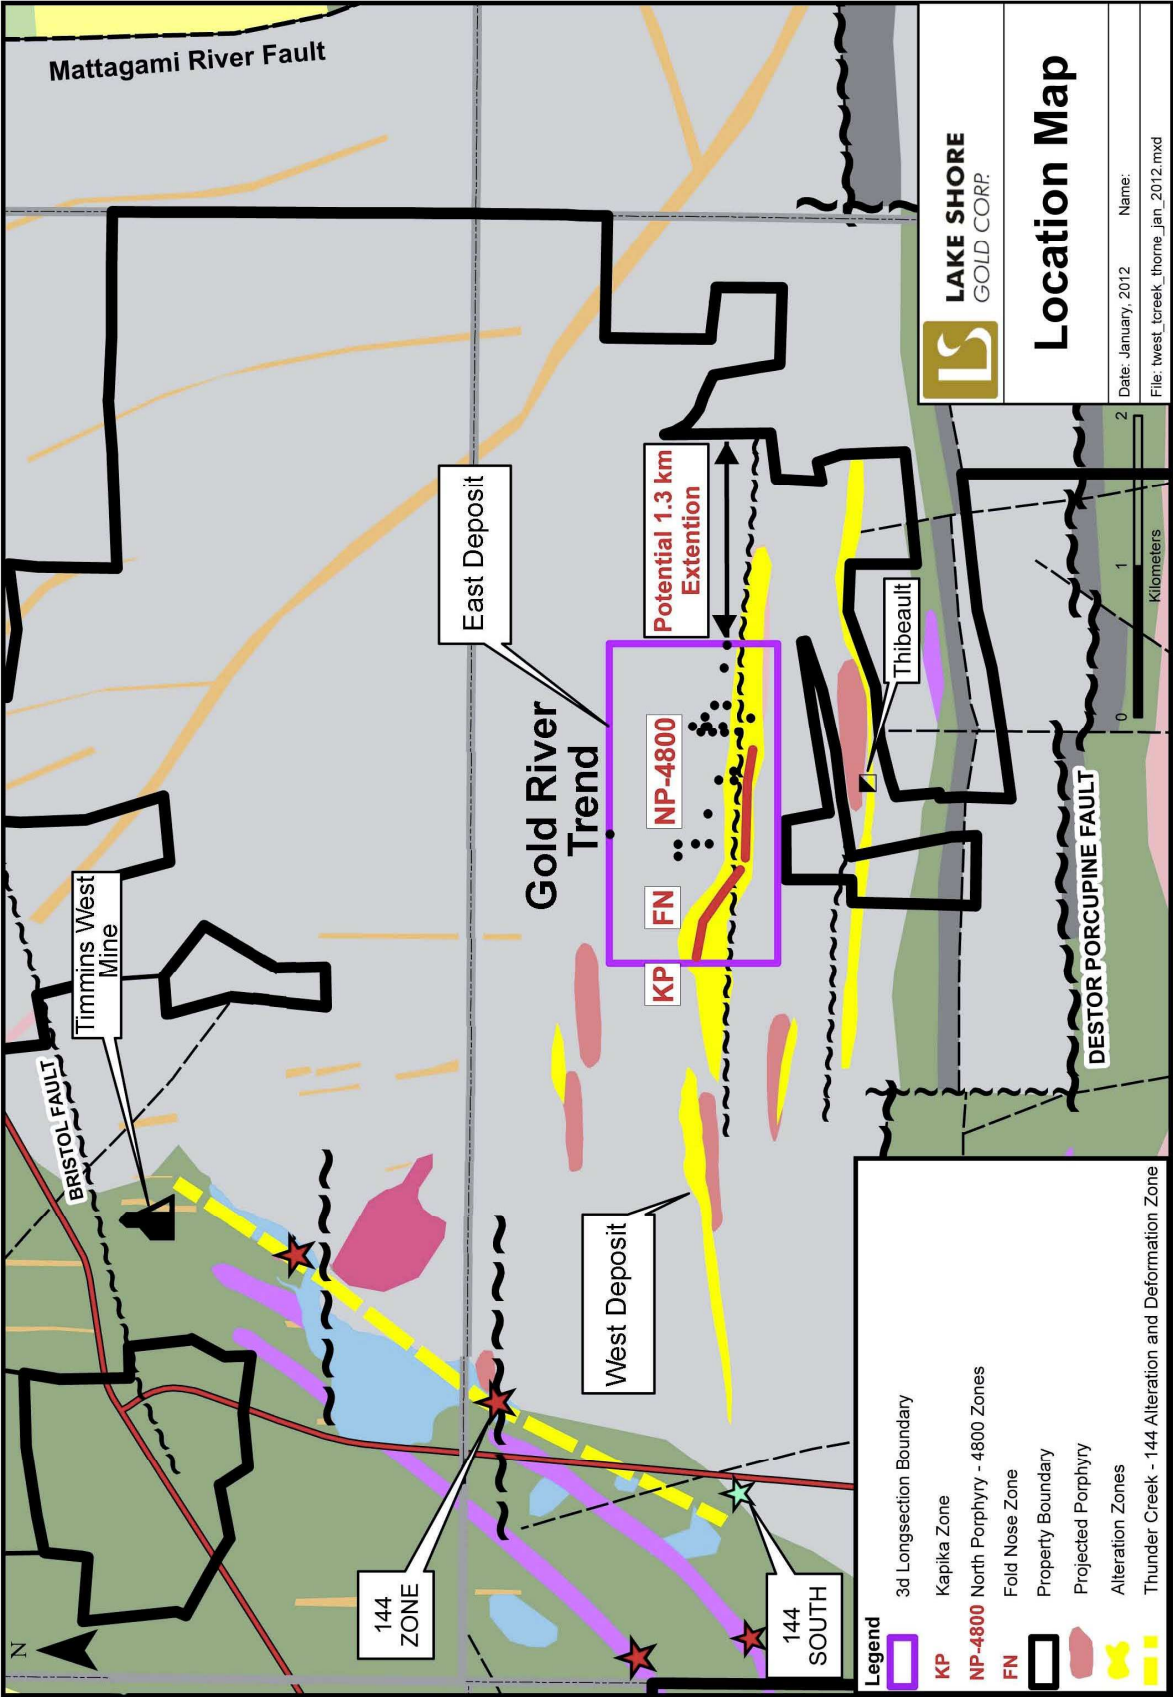 N
Mattagami River Fault
BRISTOL FAULT
Timmins West
Mine
East Deposit
Gold River
Trend
Potential 1.3 km
Extention
KP
FN
NP-4800
West Deposit
144
ZONE
144
SOUTH
Thibeault
DESTOR PORCUPINE FAULT
Legend
3d Longsection Boundary
KP Kapika Zone
NP-4800 North Porphyry - 4800 Zones
FN Fold Nose Zone
Property Boundary
Projected Porphyry
Alteration Zones
Thunder Creek - 144 Alteration and Deformation Zone
0 1 2
Kilometers
LS
LAKE SHORE
GOLD CORP.
Location Map
Date: January, 2012 Name:
File: twest_tcreek_thorne_jan_2012.mxd